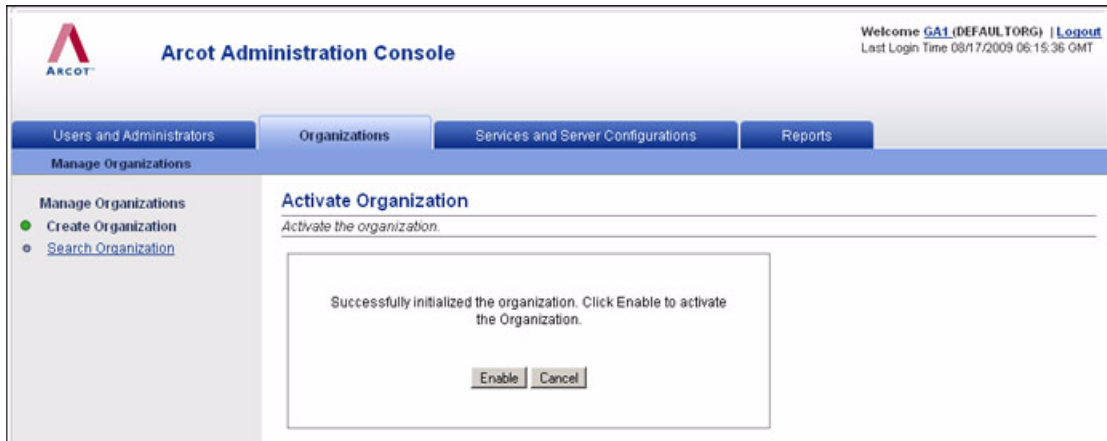 ARCOT™
Arcot Administration Console
Welcome GA1 (DEFAULTORG) | Logout
Last Login Time 08/17/2009 06:15:36 GMT
Users and Administrators
Organizations
Services and Server Configurations
Reports
Manage Organizations
Manage Organizations
Create Organization
Search Organization
Activate Organization
Activate the organization.
Successfully initialized the organization. Click Enable to activate
the Organization.
Enable
Cancel